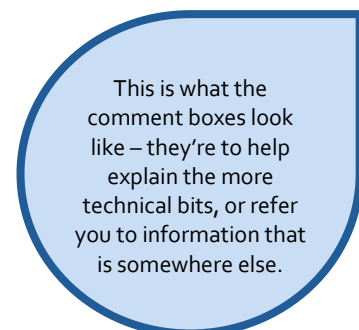 This is what the
comment boxes look
like – they're to help
explain the more
technical bits, or refer
you to information that
is somewhere else.